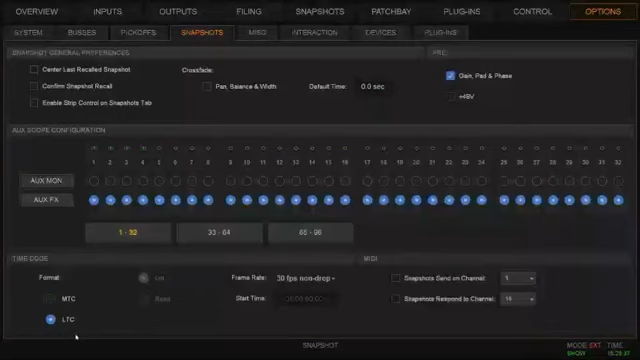 OVERVIEW INPUTS OUTPUTS FILING SNAPSHOTS PATCHBAY PLUG-INS CONTROL OPTIONS
SYSTEM BUSSES PICKOFFS SNAPSHOTS MISC INTERACTION DEVICES PLUG-INS
SNAPSHOT GENERAL PREFERENCES PRE
Center Last Recalled Snapshot Crossfade:
Gain, Pad & Phase
Confirm Snapshot Recall Pan, Balance & Width Default Time: 0.0 sec
+48V
Enable Strip Control on Snapshots Tab
AUX SCOPE CONFIGURATION
1 2 3 4 5 6 7 8 9 10 11 12 13 14 15 16 17 18 19 20 21 22 23 24 25 26 27 28 29 30 31 32
AUX MON
AUX FX
1 - 32 33 - 64 65 - 96
TIME CODE MIDI
Format: Frame Rate: 30 fps non-drop Snapshots Send on Channel: 1
MTC Read Start Time: Snapshots Respond to Channel: 16
LTC
SNAPSHOT MODE EXT TIME
SHOW